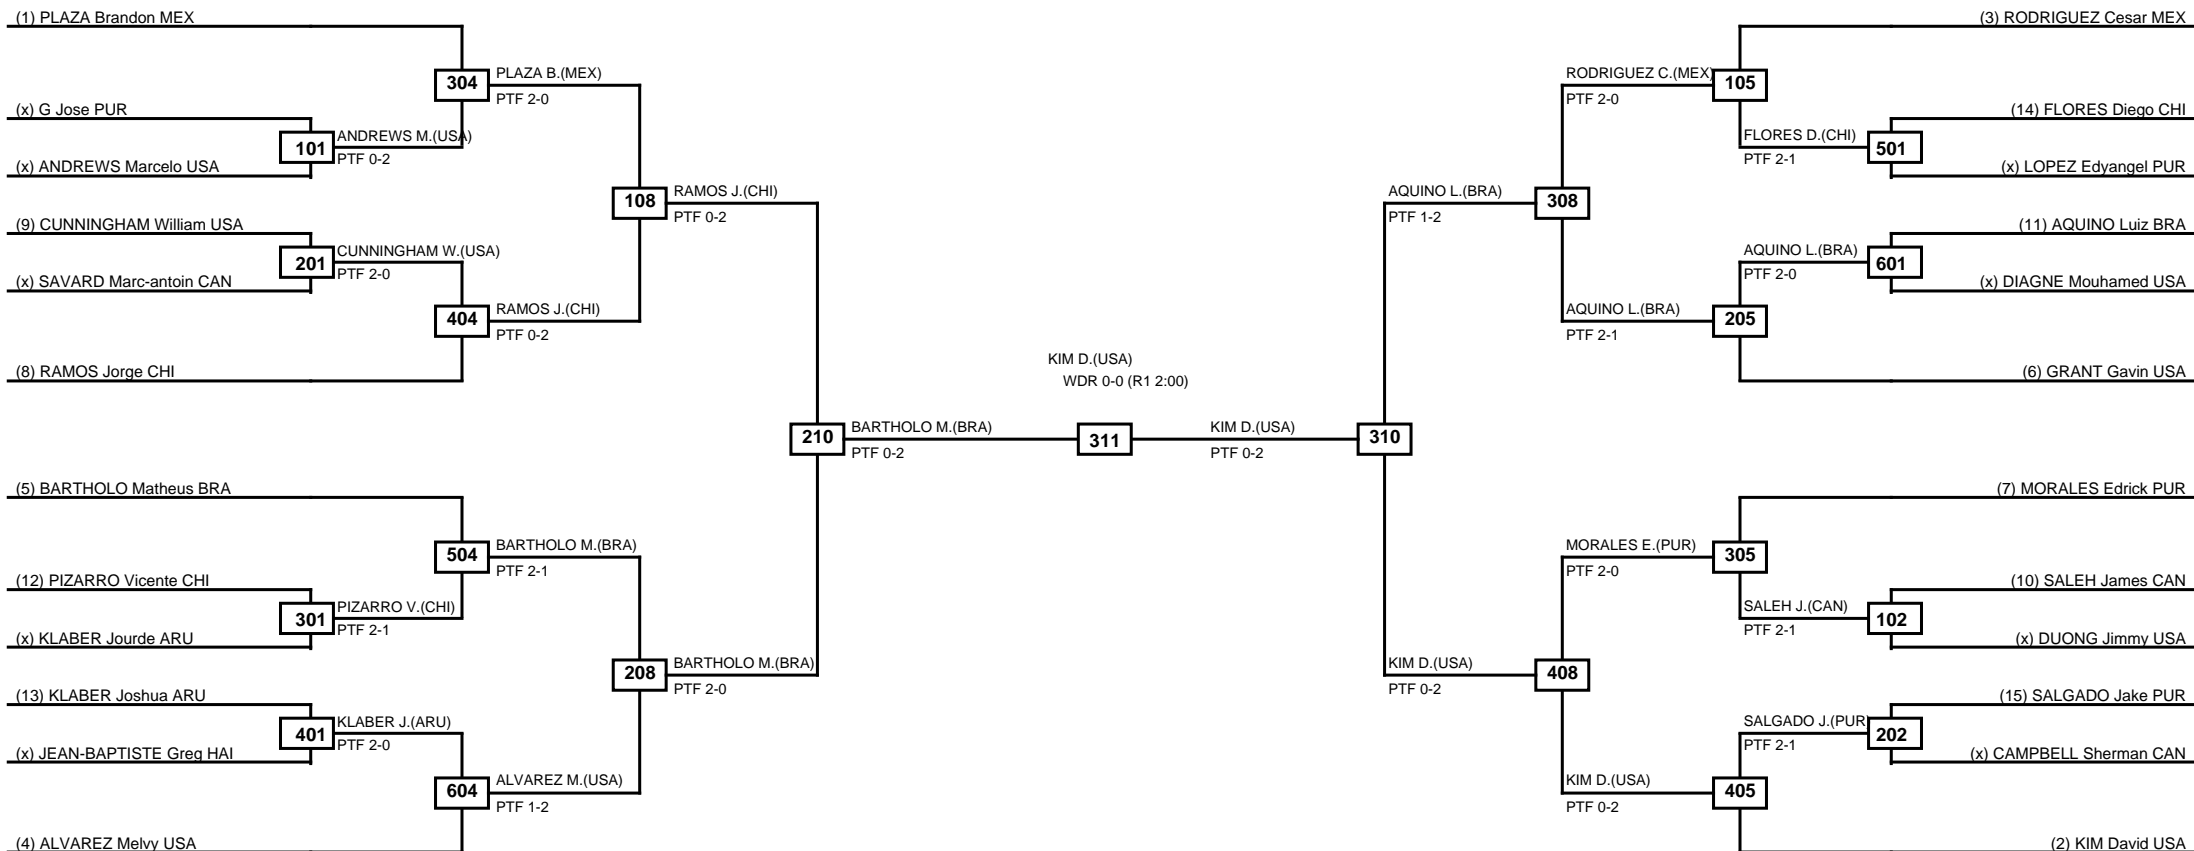 (1) PLAZA Brandon MEX
304
PLAZA B.(MEX)
PTF 2-0
(x) G Jose PUR
101
ANDREWS M.(USA)
PTF 0-2
(x) ANDREWS Marcelo USA
108
RAMOS J.(CHI)
PTF 0-2
(9) CUNNINGHAM William USA
201
CUNNINGHAM W.(USA)
PTF 2-0
(x) SAVARD Marc-antoin CAN
404
RAMOS J.(CHI)
PTF 0-2
(8) RAMOS Jorge CHI
210
BARTHOLO M.(BRA)
PTF 0-2
(5) BARTHOLO Matheus BRA
504
BARTHOLO M.(BRA)
PTF 2-1
(12) PIZARRO Vicente CHI
301
PIZARRO V.(CHI)
PTF 2-1
(x) KLABER Jourde ARU
208
BARTHOLO M.(BRA)
PTF 2-0
(13) KLABER Joshua ARU
401
KLABER J.(ARU)
PTF 2-0
(x) JEAN-BAPTISTE Greg HAI
604
ALVAREZ M.(USA)
PTF 1-2
(4) ALVAREZ Melvy USA
KIM D.(USA)
WDR 0-0 (R1 2:00)
311
KIM D.(USA)
PTF 0-2
310
(3) RODRIGUEZ Cesar MEX
RODRIGUEZ C.(MEX)
PTF 2-0
105
(14) FLORES Diego CHI
FLORES D.(CHI)
PTF 2-1
501
(x) LOPEZ Edyangel PUR
AQUINO L.(BRA)
PTF 1-2
308
(11) AQUINO Luiz BRA
AQUINO L.(BRA)
PTF 2-0
601
(x) DIAGNE Mouhamed USA
AQUINO L.(BRA)
PTF 2-1
205
(6) GRANT Gavin USA
(7) MORALES Edrick PUR
MORALES E.(PUR)
PTF 2-0
305
(10) SALEH James CAN
SALEH J.(CAN)
PTF 2-1
102
(x) DUONG Jimmy USA
KIM D.(USA)
PTF 0-2
408
(15) SALGADO Jake PUR
SALGADO J.(PUR)
PTF 2-1
202
(x) CAMPBELL Sherman CAN
KIM D.(USA)
PTF 0-2
405
(2) KIM David USA